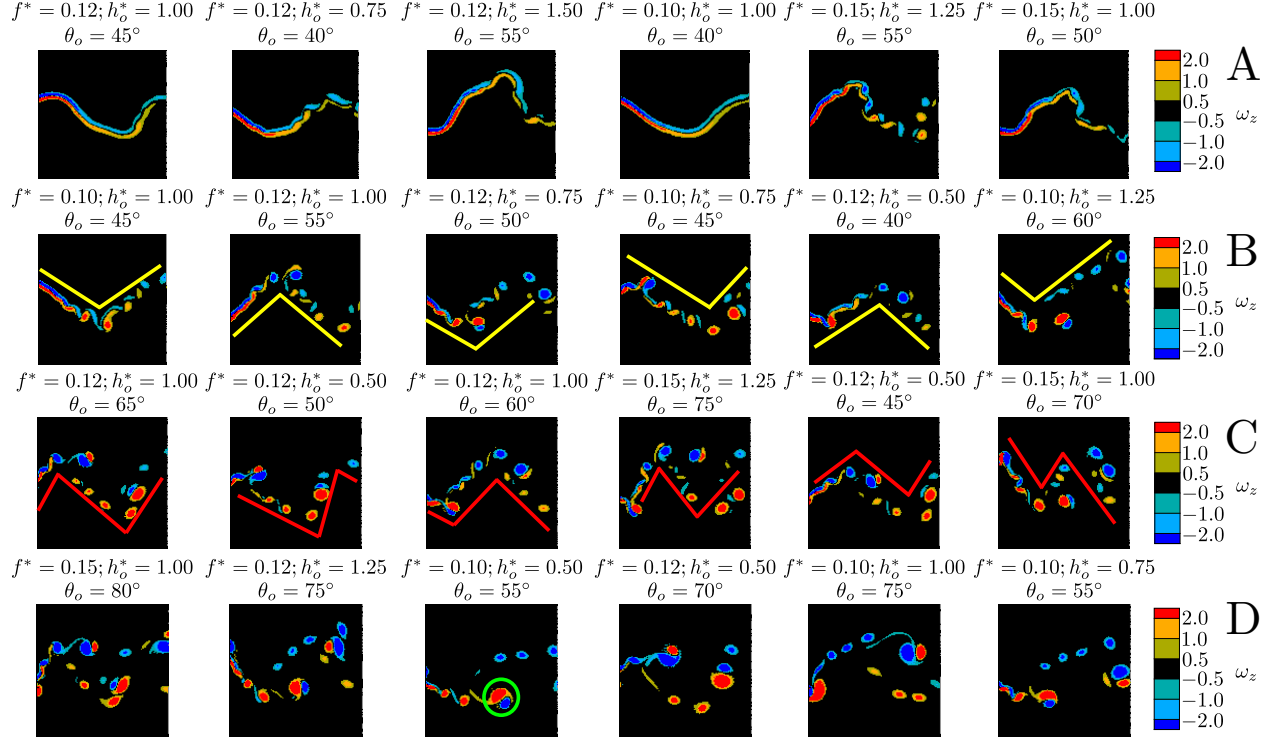 f* = 0.12; h*ₒ = 1.00 f* = 0.12; h*ₒ = 0.75 f* = 0.12; h*ₒ = 1.50 f* = 0.10; h*ₒ = 1.00 f* = 0.15; h*ₒ = 1.25 f* = 0.15; h*ₒ = 1.00
θₒ = 45° θₒ = 40° θₒ = 55° θₒ = 40° θₒ = 55° θₒ = 50°
A
2.0
1.0
0.5
−0.5 ω_z
−1.0
−2.0
f* = 0.10; h*ₒ = 1.00 f* = 0.12; h*ₒ = 1.00 f* = 0.12; h*ₒ = 0.75 f* = 0.10; h*ₒ = 0.75 f* = 0.12; h*ₒ = 0.50 f* = 0.10; h*ₒ = 1.25
θₒ = 45° θₒ = 55° θₒ = 50° θₒ = 45° θₒ = 40° θₒ = 60°
B
2.0
1.0
0.5
−0.5 ω_z
−1.0
−2.0
f* = 0.12; h*ₒ = 1.00 f* = 0.12; h*ₒ = 0.50 f* = 0.12; h*ₒ = 1.00 f* = 0.15; h*ₒ = 1.25 f* = 0.12; h*ₒ = 0.50 f* = 0.15; h*ₒ = 1.00
θₒ = 65° θₒ = 50° θₒ = 60° θₒ = 75° θₒ = 45° θₒ = 70°
C
2.0
1.0
0.5
−0.5 ω_z
−1.0
−2.0
f* = 0.15; h*ₒ = 1.00 f* = 0.12; h*ₒ = 1.25 f* = 0.10; h*ₒ = 0.50 f* = 0.12; h*ₒ = 0.50 f* = 0.10; h*ₒ = 1.00 f* = 0.10; h*ₒ = 0.75
θₒ = 80° θₒ = 75° θₒ = 55° θₒ = 70° θₒ = 75° θₒ = 55°
D
2.0
1.0
0.5
−0.5 ω_z
−1.0
−2.0